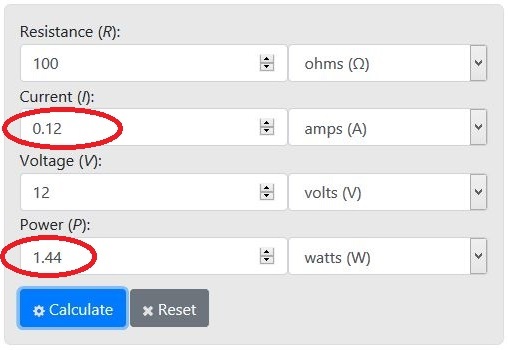 Resistance (R):
100 ohms (Ω)
Current (I):
0.12 amps (A)
Voltage (V):
12 volts (V)
Power (P):
1.44 watts (W)
Calculate Reset